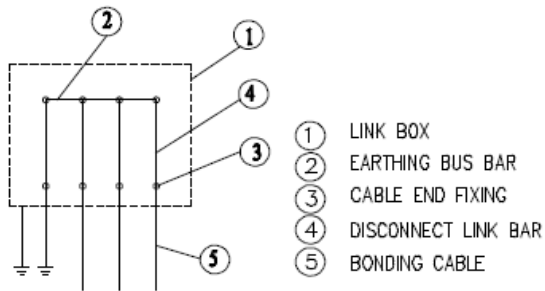 2
1
4
3
5
1 LINK BOX
2 EARTHING BUS BAR
3 CABLE END FIXING
4 DISCONNECT LINK BAR
5 BONDING CABLE